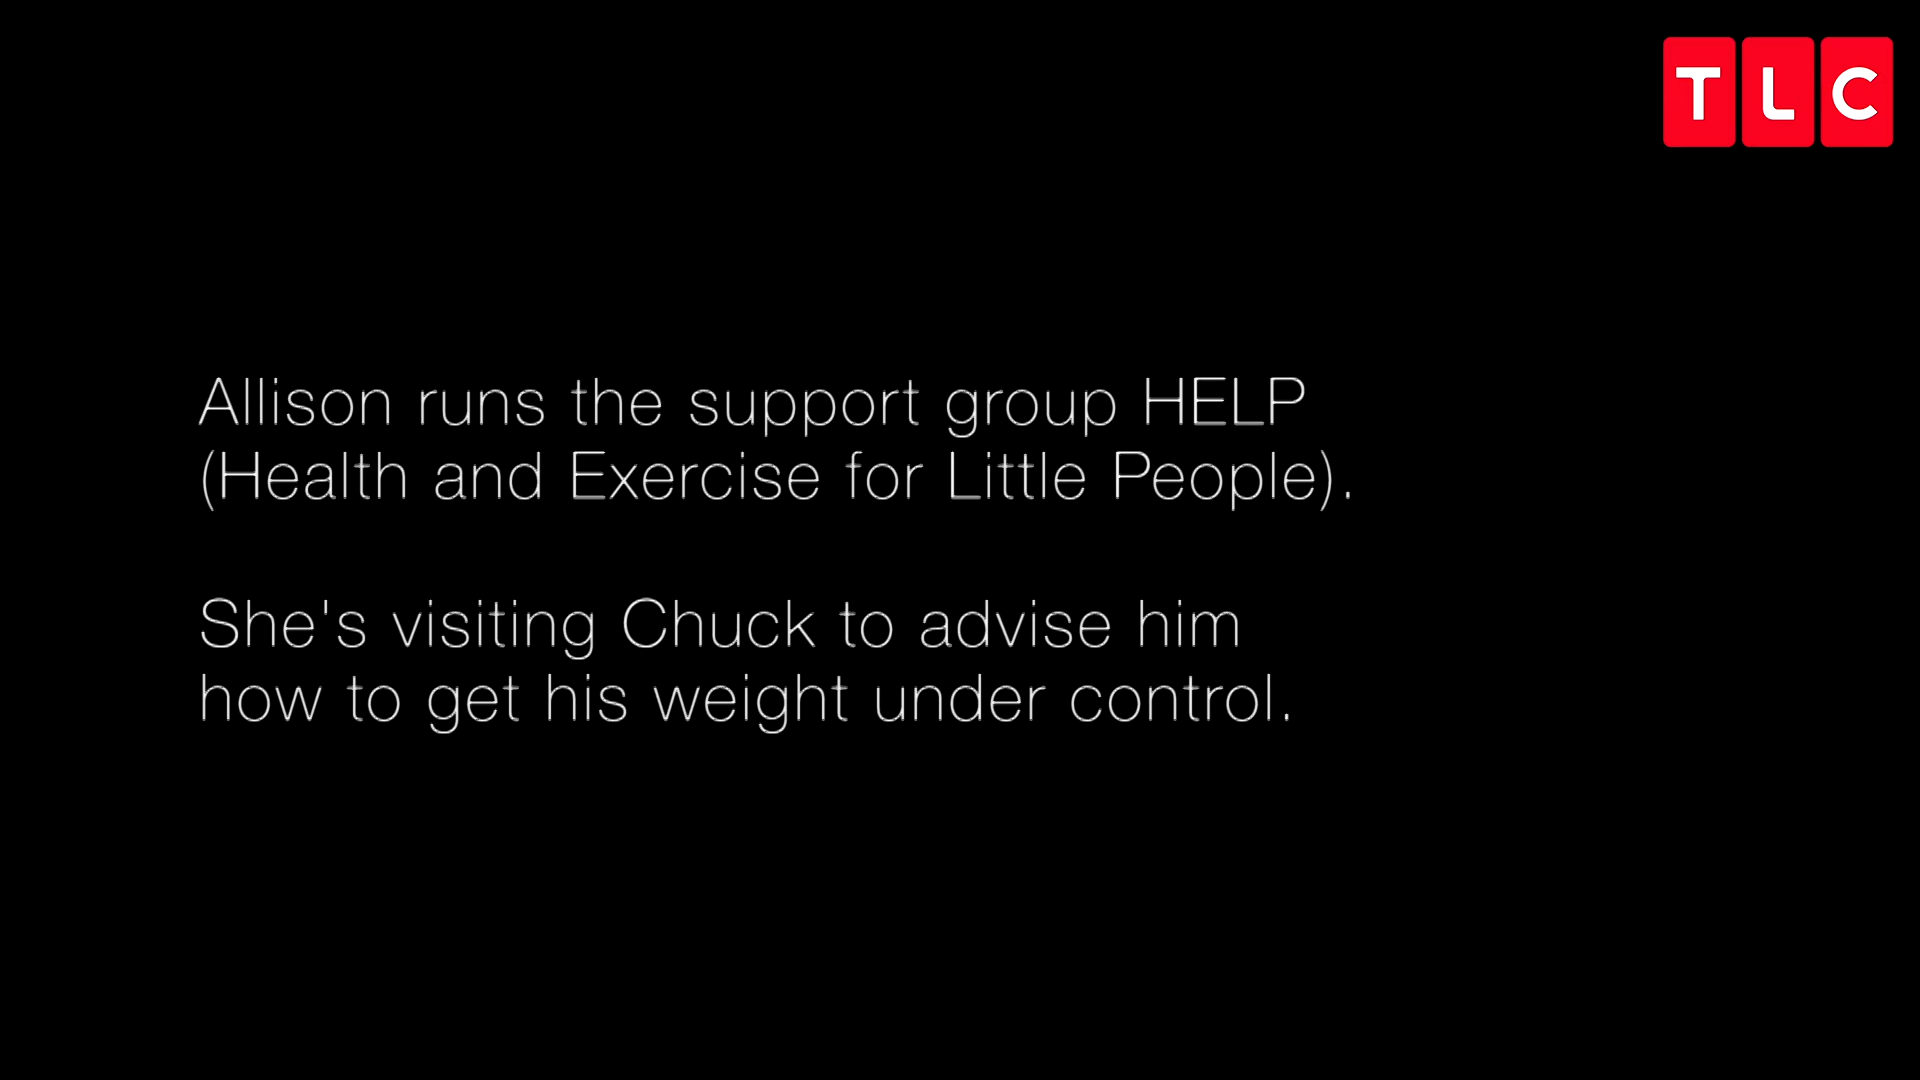 TLC
Allison runs the support group HELP
(Health and Exercise for Little People).
She's visiting Chuck to advise him
how to get his weight under control.